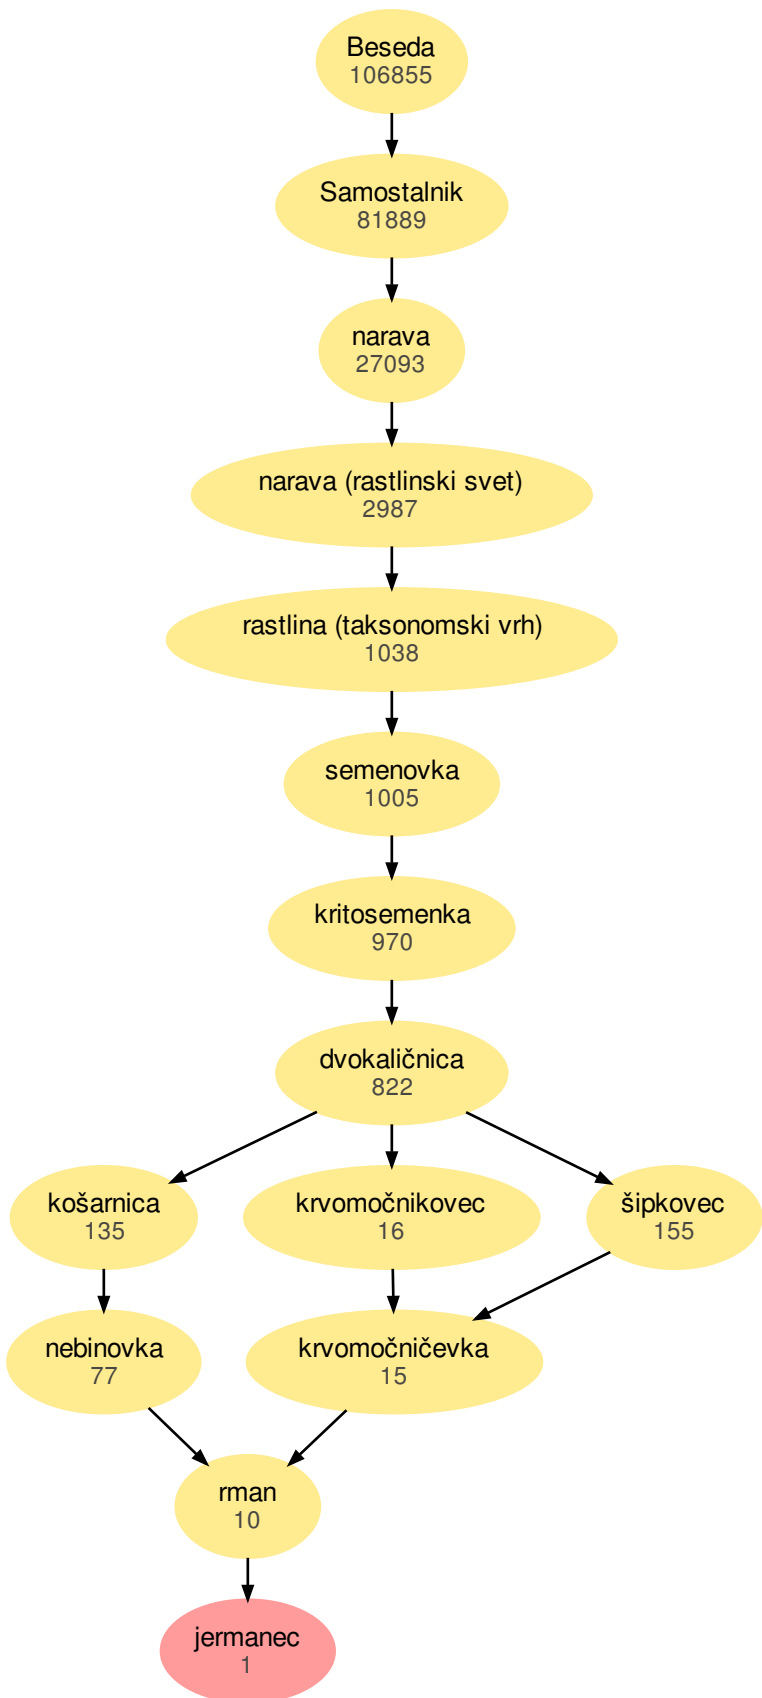 Beseda
106855
Samostalnik
81889
narava
27093
narava (rastlinski svet)
2987
rastlina (taksonomski vrh)
1038
semenovka
1005
kritosemenka
970
dvokaličnica
822
košarnica
135
krvomočnikovec
16
šipkovec
155
nebinovka
77
krvomočničevka
15
rman
10
jermanec
1